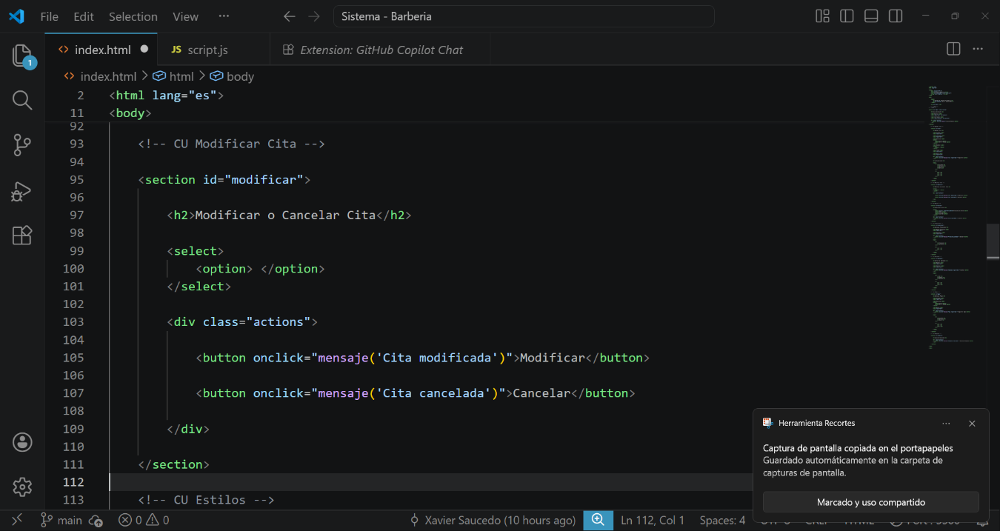 File Edit Selection View ··· Sistema - Barberia
index.html JS script.js Extension: GitHub Copilot Chat
1
index.html > html > body
2 <html lang="es">
11 <body>
92
93 <!-- CU Modificar Cita -->
94
95 <section id="modificar">
96
97 <h2>Modificar o Cancelar Cita</h2>
98
99 <select>
100 <option> </option>
101 </select>
102
103 <div class="actions">
104
105 <button onclick="mensaje('Cita modificada')">Modificar</button>
106
107 <button onclick="mensaje('Cita cancelada')">Cancelar</button>
108
109 </div>
110
111 </section>
112
113 <!-- CU Estilos -->
Herramienta Recortes
Captura de pantalla copiada en el portapapeles
Guardado automáticamente en la carpeta de
capturas de pantalla.
Marcado y uso compartido
main 0 0 Xavier Saucedo (10 hours ago) Ln 112, Col 1 Spaces: 4